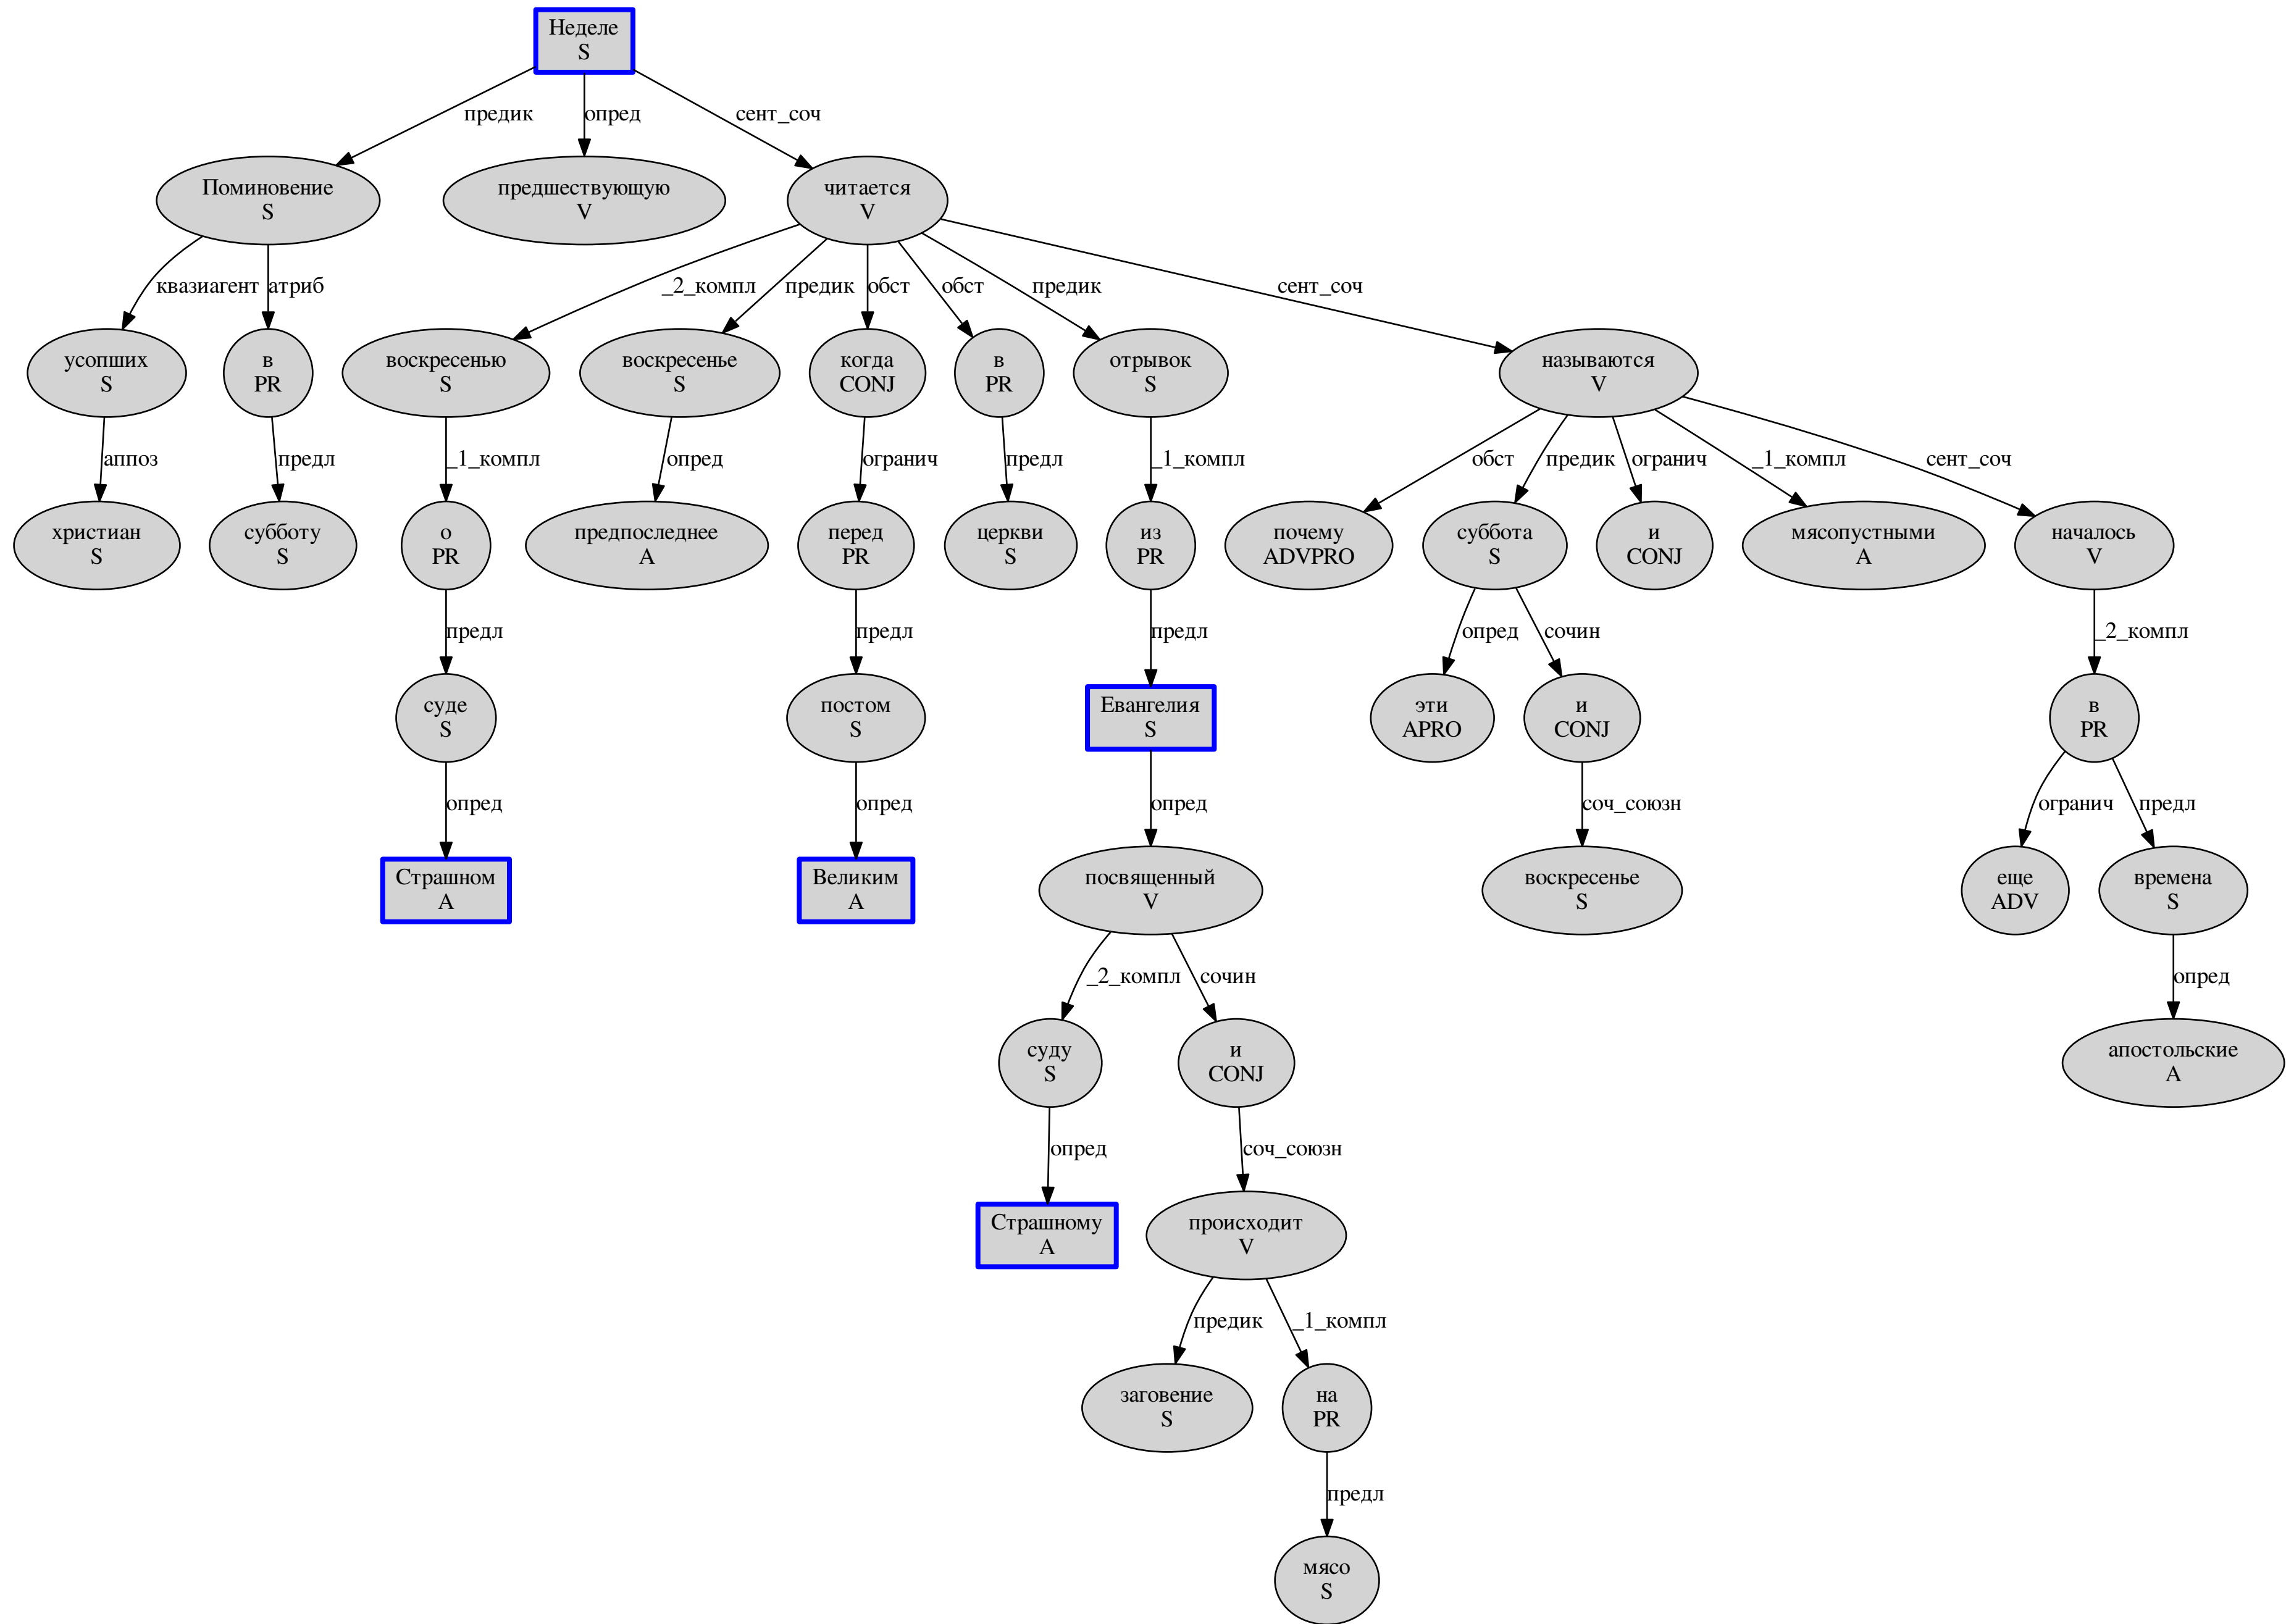 Неделе
S
предик
опред
сент_соч
Поминовение
S
предшествующую
V
читается
V
квазиагент
атриб
_2_компл
предик
обст
обст
предик
сент_соч
усопших
S
в
PR
воскресенью
S
воскресенье
S
когда
CONJ
в
PR
отрывок
S
называются
V
аппоз
предл
_1_компл
опред
огранич
предл
_1_компл
обст
предик
огранич
_1_компл
сент_соч
христиан
S
субботу
S
о
PR
предпоследнее
A
перед
PR
церкви
S
из
PR
почему
ADVPRO
суббота
S
и
CONJ
мясопустными
A
началось
V
предл
предл
предл
опред
сочин
_2_компл
суде
S
постом
S
Евангелия
S
эти
APRO
и
CONJ
в
PR
опред
опред
опред
соч_союзн
огранич
предл
Страшном
A
Великим
A
посвященный
V
воскресенье
S
еще
ADV
времена
S
_2_компл
сочин
опред
суду
S
и
CONJ
апостольские
A
опред
соч_союзн
Страшному
A
происходит
V
предик
_1_компл
заговение
S
на
PR
предл
мясо
S